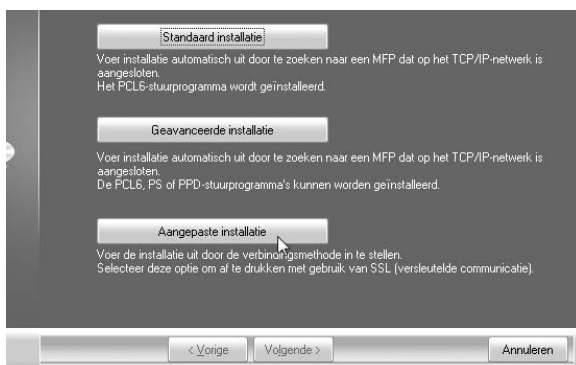 Standaard installatie
Voer installatie automatisch uit door te zoeken naar een MFP dat op het TCP/IP-netwerk is
aangesloten.
Het PCL6-stuurprogramma wordt geïnstalleerd.
Geavanceerde installatie
Voer installatie automatisch uit door te zoeken naar een MFP dat op het TCP/IP-netwerk is
aangesloten.
De PCL6, PS of PPD-stuurprogramma's kunnen worden geïnstalleerd.
Aangepaste installatie
Voer de installatie uit door de verbindingsmethode in te stellen.
Selecteer deze optie om af te drukken met gebruik van SSL (versleutelde communicatie).
< Vorige
Volgende >
Annuleren